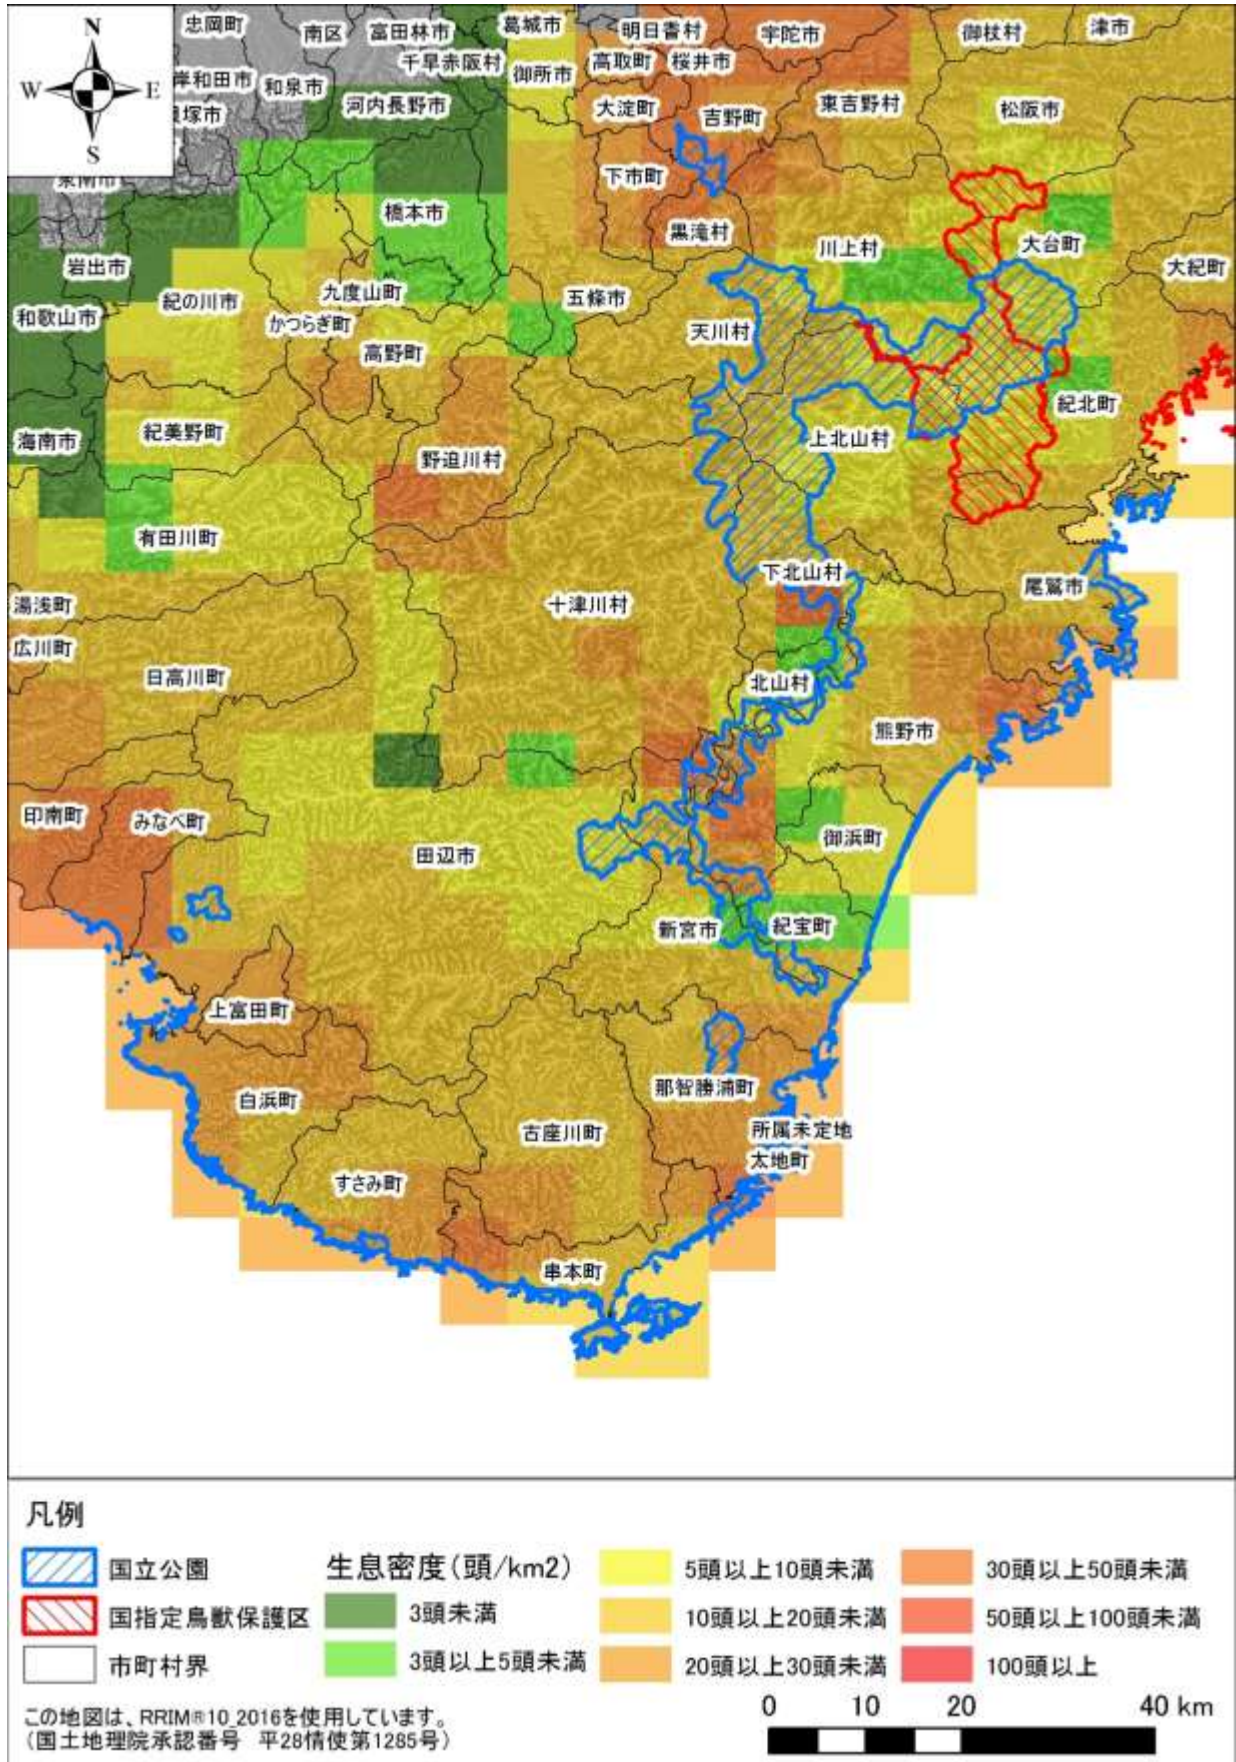 N
W
E
S
忠岡町
南区
富田林市
葛城市
明日香村
宇陀市
御杖村
津市
千早赤阪村
御所市
高取町
桜井市
岸和田市
和泉市
河内長野市
大淀町
吉野町
東吉野村
松阪市
貝塚市
泉南市
下市町
橋本市
黒滝村
川上村
大台町
岩出市
大紀町
紀の川市
九度山町
五條市
和歌山市
かつらぎ町
天川村
高野町
紀北町
海南市
紀美野町
野迫川村
上北山村
有田川町
下北山村
尾鷲市
湯浅町
十津川村
広川町
日高川町
北山村
熊野市
印南町
みなべ町
田辺市
御浜町
新宮市
紀宝町
上富田町
白浜町
那智勝浦町
古座川町
所属未定地
太地町
すさみ町
串本町
凡例
国立公園
国指定鳥獣保護区
市町村界
生息密度(頭/km2)
3頭未満
3頭以上5頭未満
5頭以上10頭未満
10頭以上20頭未満
20頭以上30頭未満
30頭以上50頭未満
50頭以上100頭未満
100頭以上
この地図は、RRIM®10_2016を使用しています。
（国土地理院承認番号 平28情使第1285号）
0 10 20 40 km